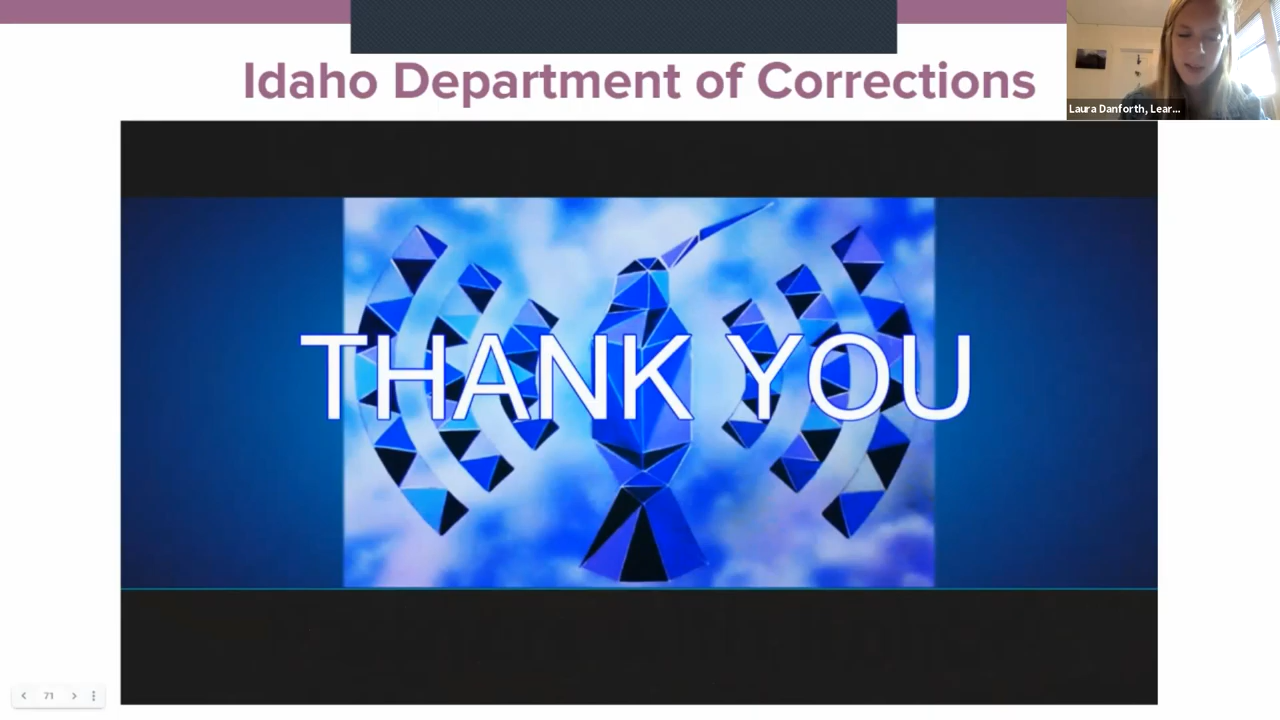 Idaho Department of Corrections
Laura Danforth, Lear...
THANK YOU
71